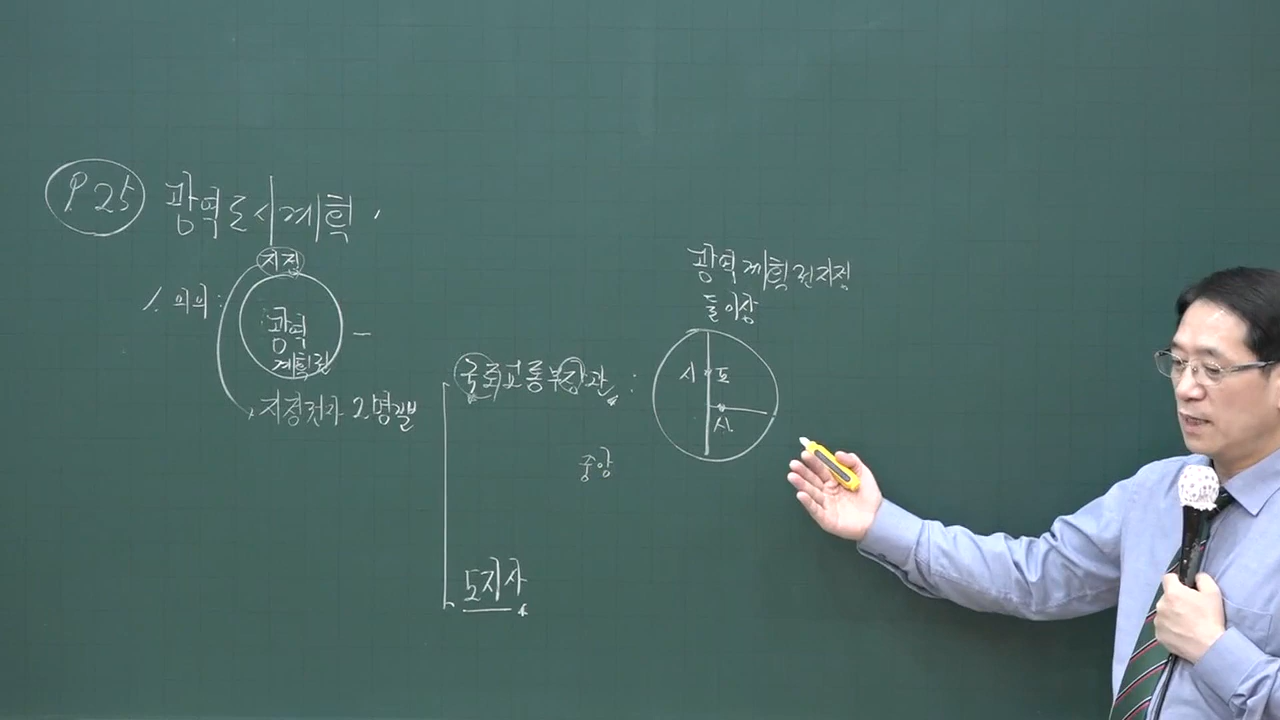 P.25 광역도시계획
지정
1. 의의:
광역
계획권
지정권자 2명뿐
국토교통부장관 :
중앙
도지사
광역계획권지정
둘이상
시 도
시